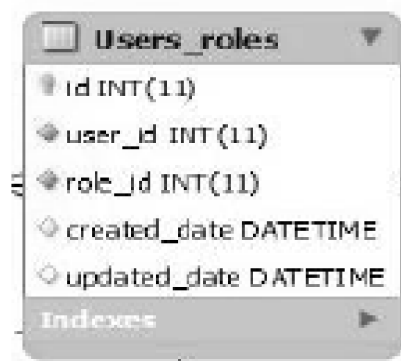 Users_roles
id INT(11)
user_id INT(11)
role_id INT(11)
created_date DATETIME
updated_date DATETIME
Indexes